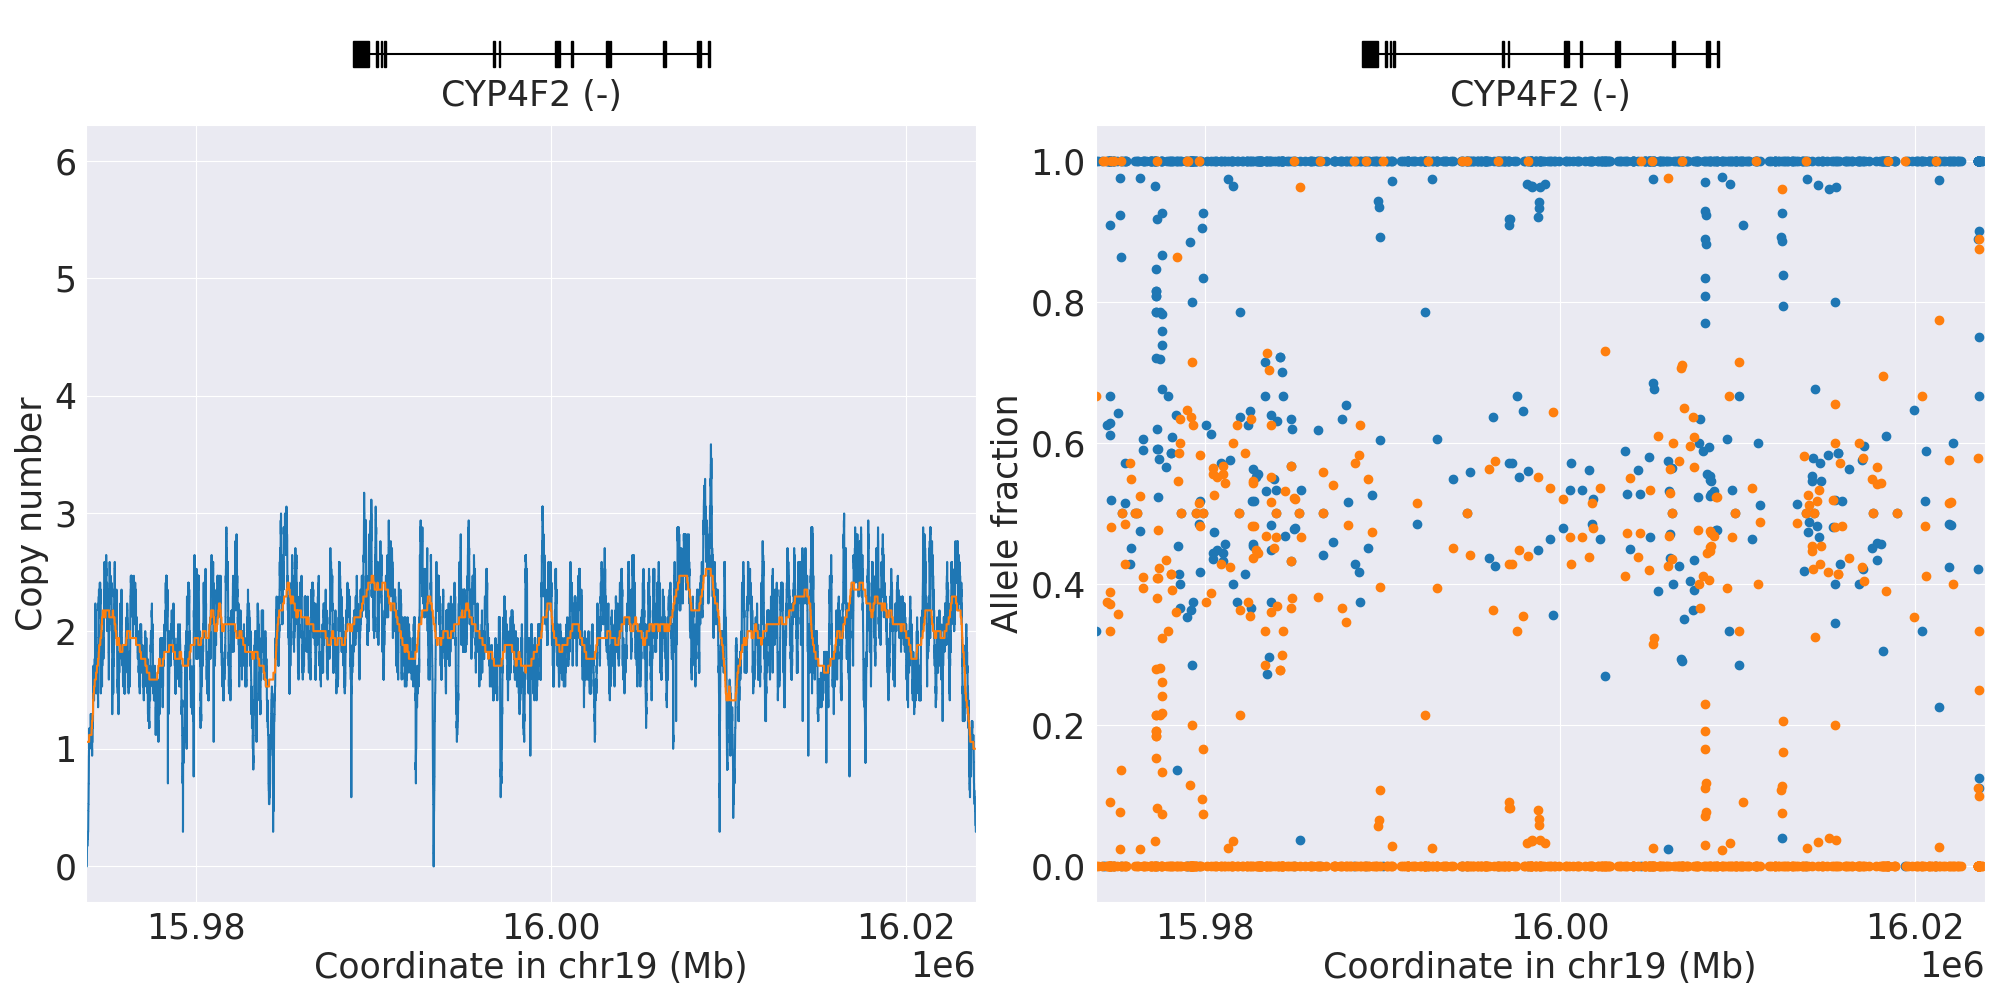 CYP4F2 (-)
Copy number
6
5
4
3
2
1
0
15.98
16.00
16.02
Coordinate in chr19 (Mb)
1e6
CYP4F2 (-)
Allele fraction
1.0
0.8
0.6
0.4
0.2
0.0
15.98
16.00
16.02
Coordinate in chr19 (Mb)
1e6